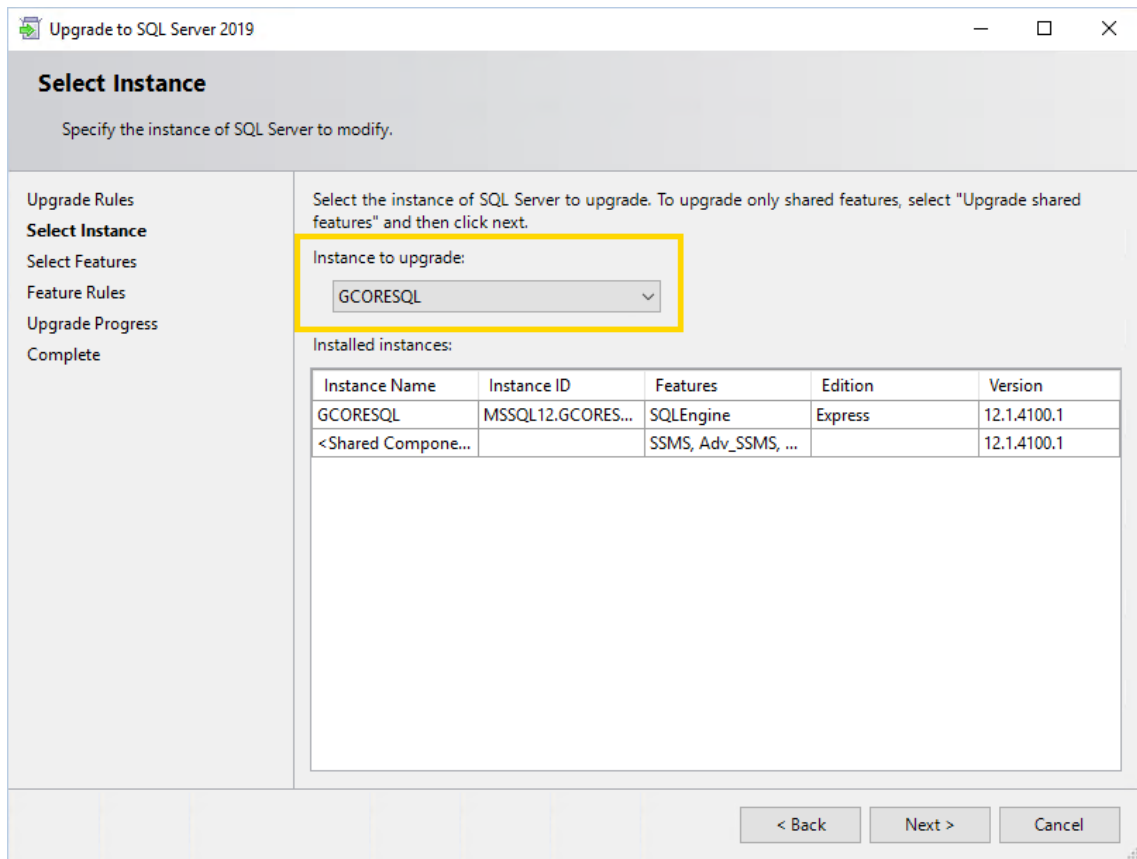 Upgrade to SQL Server 2019
Select Instance
Specify the instance of SQL Server to modify.
Upgrade Rules
Select Instance
Select Features
Feature Rules
Upgrade Progress
Complete
Select the instance of SQL Server to upgrade. To upgrade only shared features, select "Upgrade shared
features" and then click next.
Instance to upgrade:
GCORESQL
Installed instances:
Instance Name Instance ID Features Edition Version
GCORESQL MSSQL12.GCORES... SQLEngine Express 12.1.4100.1
<Shared Compone... SSMS, Adv_SSMS, ... 12.1.4100.1
< Back Next > Cancel